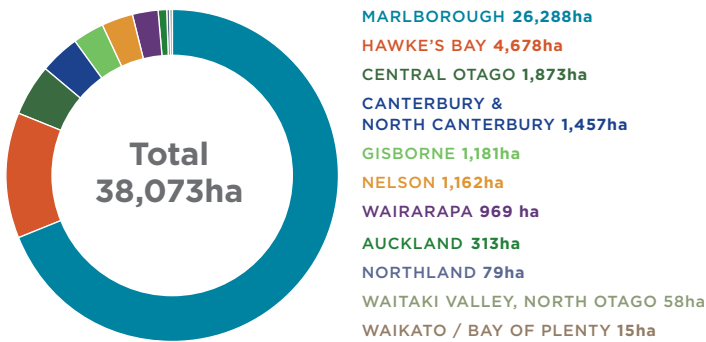 Total
38,073ha
MARLBOROUGH 26,288ha
HAWKE'S BAY 4,678ha
CENTRAL OTAGO 1,873ha
CANTERBURY &
NORTH CANTERBURY 1,457ha
GISBORNE 1,181ha
NELSON 1,162ha
WAIRARAPA 969 ha
AUCKLAND 313ha
NORTHLAND 79ha
WAITAKI VALLEY, NORTH OTAGO 58ha
WAIKATO / BAY OF PLENTY 15ha